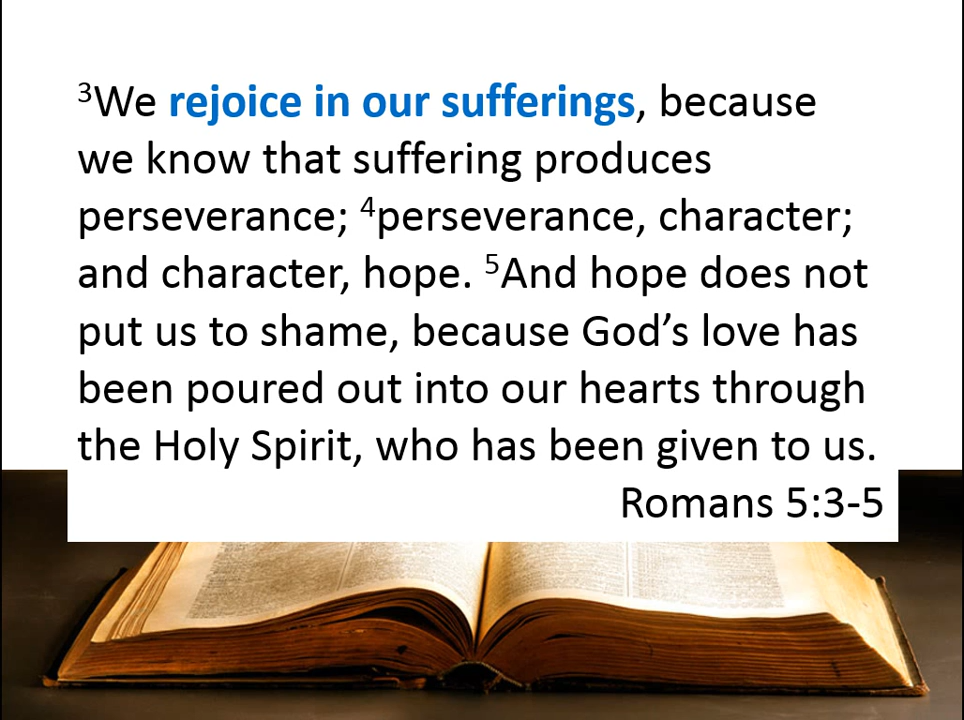 ³We rejoice in our sufferings, because
we know that suffering produces
perseverance; ⁴perseverance, character;
and character, hope. ⁵And hope does not
put us to shame, because God’s love has
been poured out into our hearts through
the Holy Spirit, who has been given to us.
Romans 5:3-5